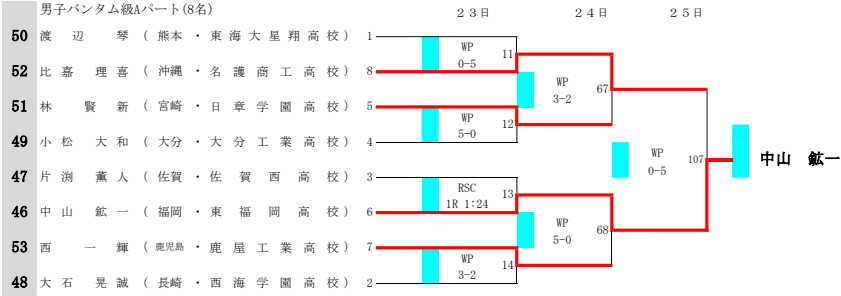 男子バンタム級Aパート(8名) 23日 24日 25日
50 渡辺 琴 (熊本・東海大星翔高校) 1
WP 0-5 11
52 比嘉 理喜 (沖縄・名護商工高校) 8
WP 3-2 67
51 林 賢新 (宮崎・日章学園高校) 5
WP 5-0 12
49 小松 大和 (大分・大分工業高校) 4
WP 0-5 107 中山 鉱一
47 片渕 薫人 (佐賀・佐賀西高校) 3
RSC 1R 1:24 13
46 中山 鉱一 (福岡・東福岡高校) 6
WP 5-0 68
53 西 一輝 (鹿児島・鹿屋工業高校) 7
WP 3-2 14
48 大石 晃誠 (長崎・西海学園高校) 2